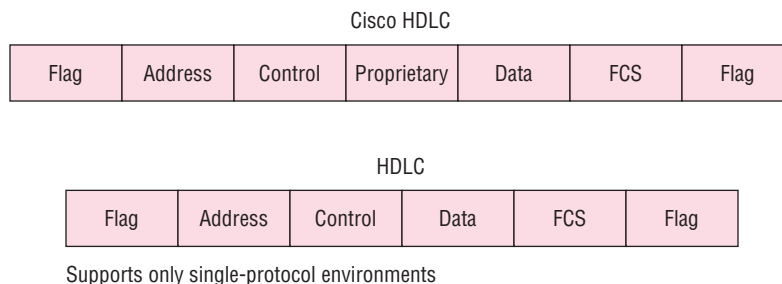 Cisco HDLC
Flag Address Control Proprietary Data FCS Flag
HDLC
Flag Address Control Data FCS Flag
Supports only single-protocol environments